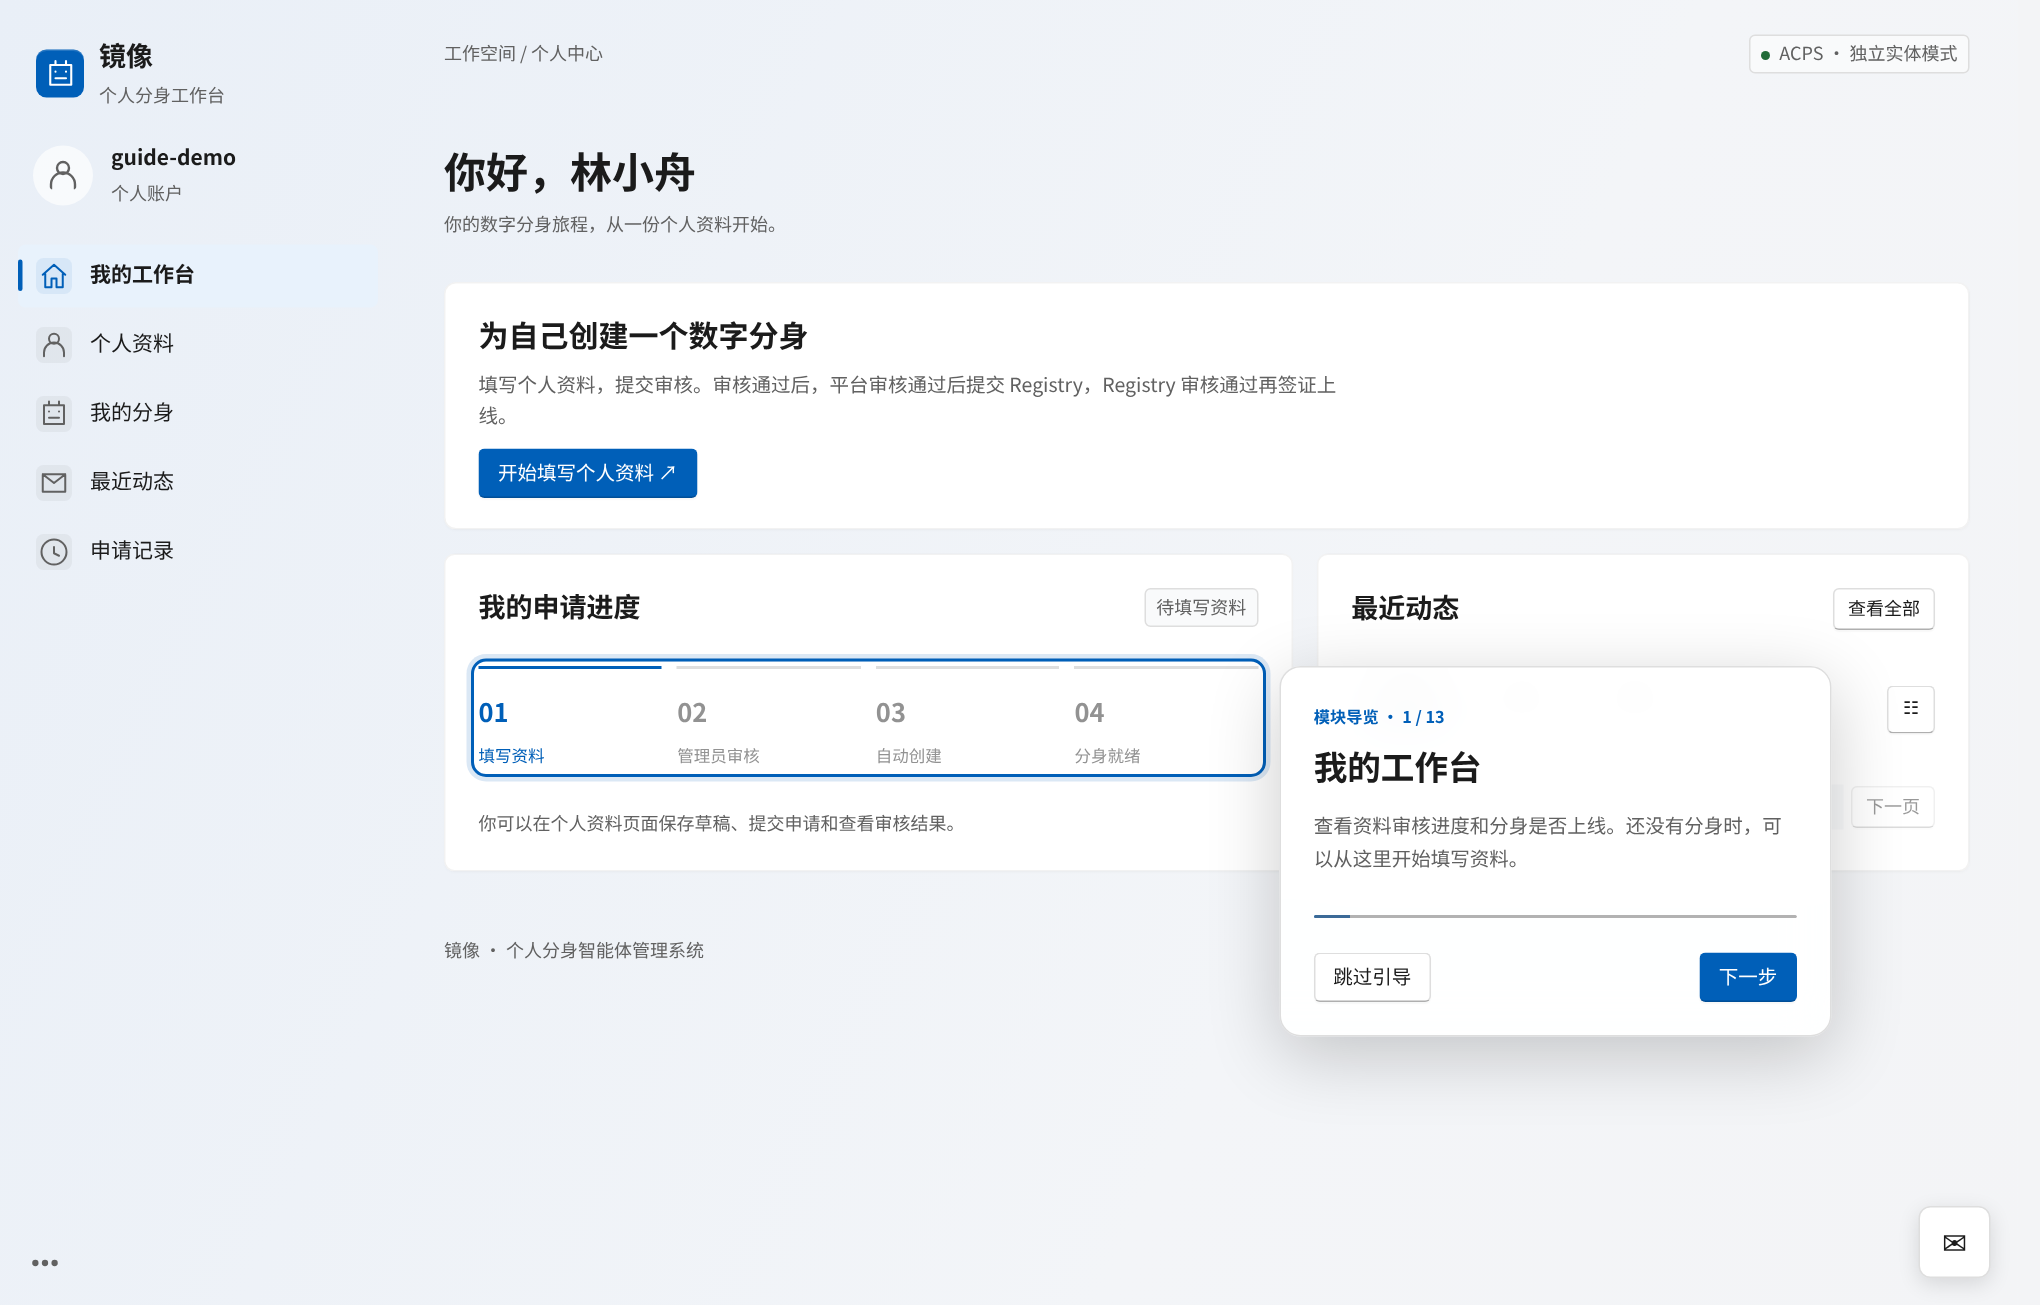 镜像
个人分身工作台
guide-demo
个人账户
我的工作台
个人资料
我的分身
最近动态
申请记录
工作空间 / 个人中心
ACPS · 独立实体模式
你好，林小舟
你的数字分身旅程，从一份个人资料开始。
为自己创建一个数字分身
填写个人资料，提交审核。审核通过后，平台审核通过后提交 Registry，Registry 审核通过再签证上
线。
开始填写个人资料 ↗
我的申请进度
待填写资料
01
02
03
04
填写资料
管理员审核
自动创建
分身就绪
你可以在个人资料页面保存草稿、提交申请和查看审核结果。
最近动态
查看全部
下一页
模块导览 · 1 / 13
我的工作台
查看资料审核进度和分身是否上线。还没有分身时，可
以从这里开始填写资料。
跳过引导
下一步
镜像 · 个人分身智能体管理系统